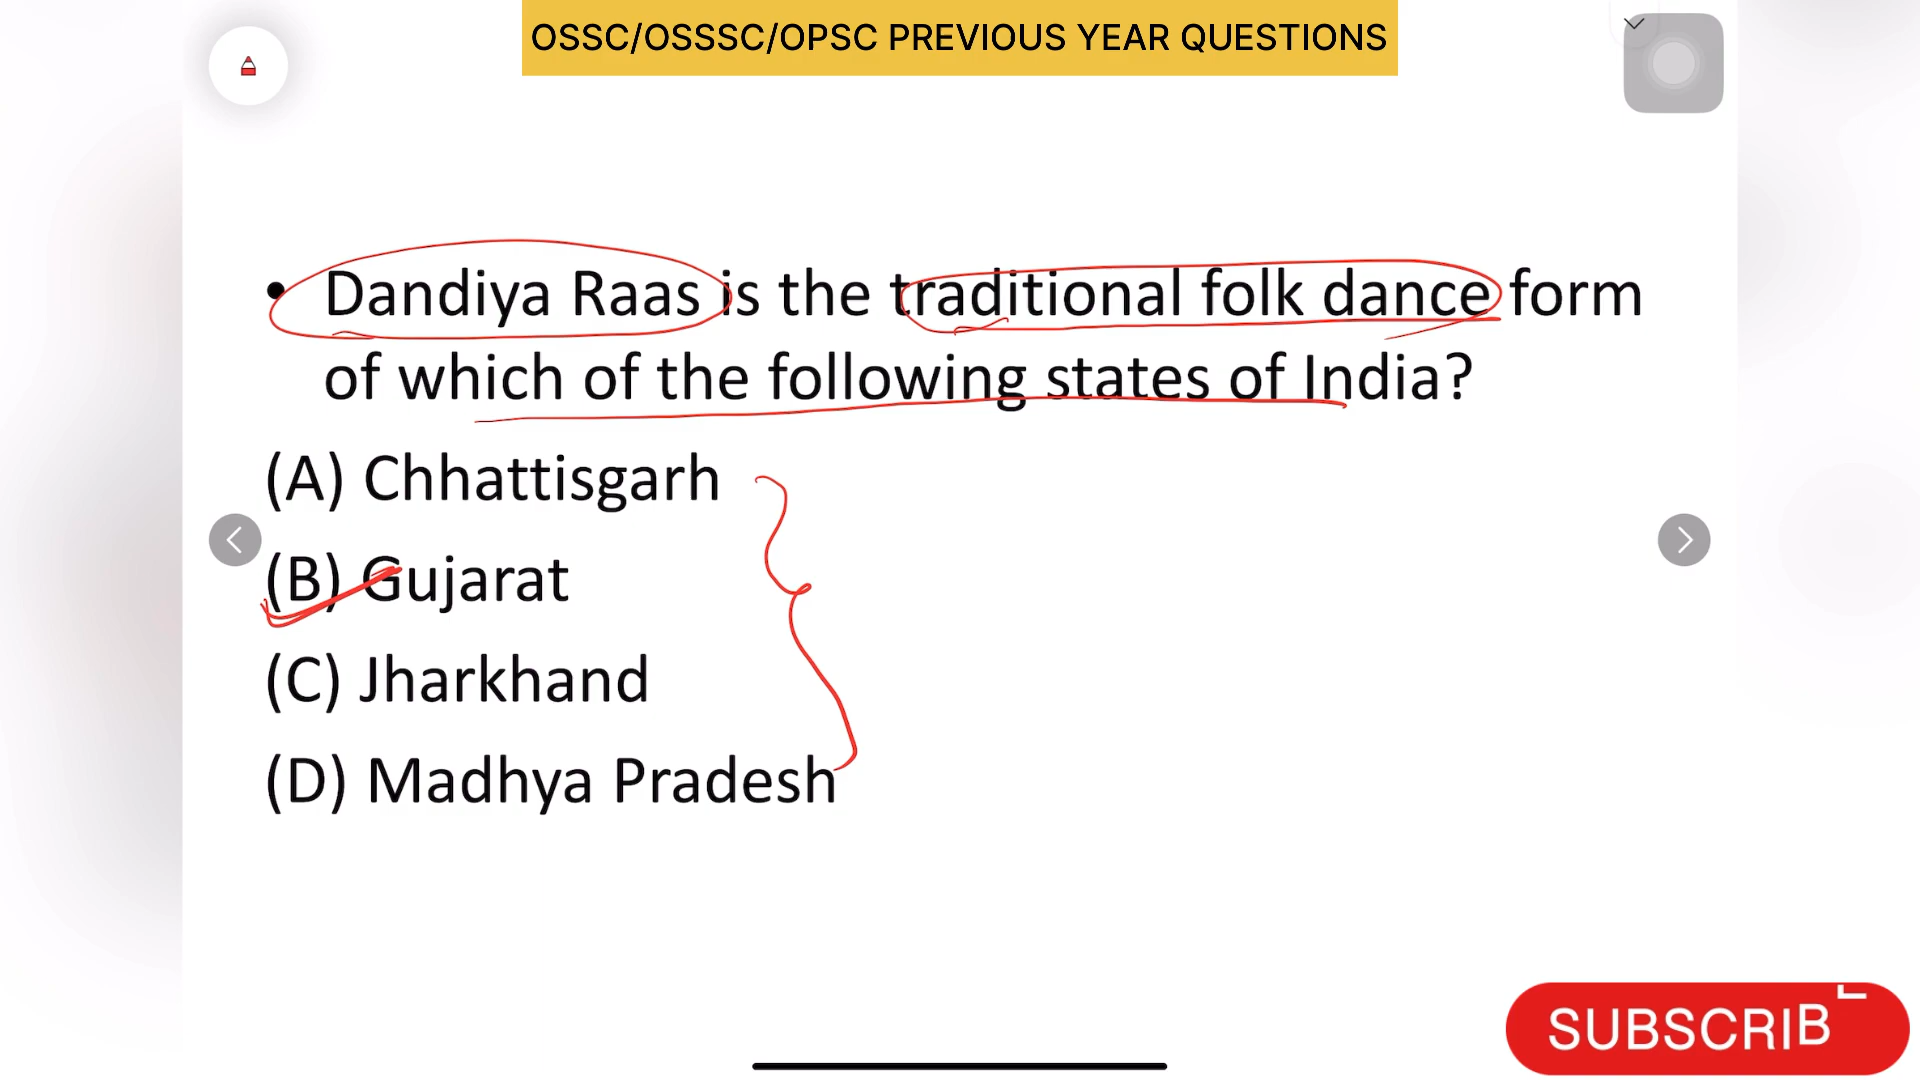 OSSC/OSSSC/OPSC PREVIOUS YEAR QUESTIONS
• Dandiya Raas is the traditional folk dance form
of which of the following states of India?
(A) Chhattisgarh
(B) Gujarat
(C) Jharkhand
(D) Madhya Pradesh
SUBSCRIB